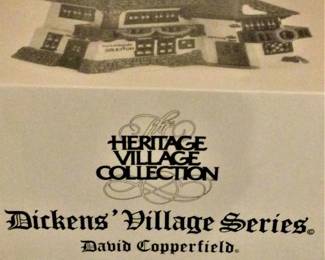 The
HERITAGE
VILLAGE
COLLECTION
Dickens' Village Series©
David Copperfield®